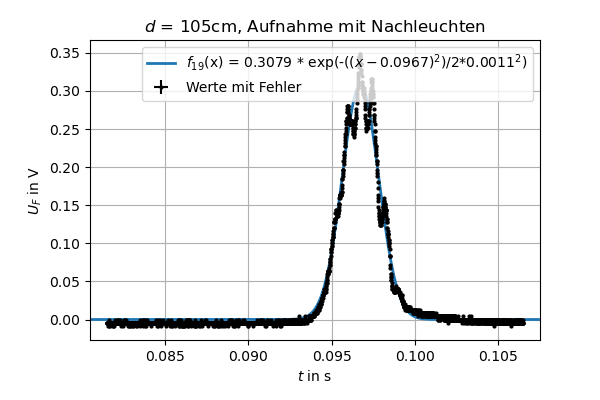 d = 105cm, Aufnahme mit Nachleuchten
f₁₉(x) = 0.3079 * exp(-((x − 0.0967)²)/2*0.0011²)
Werte mit Fehler
0.35
0.30
0.25
0.20
0.15
0.10
0.05
0.00
U_F in V
0.085 0.090 0.095 0.100 0.105
t in s